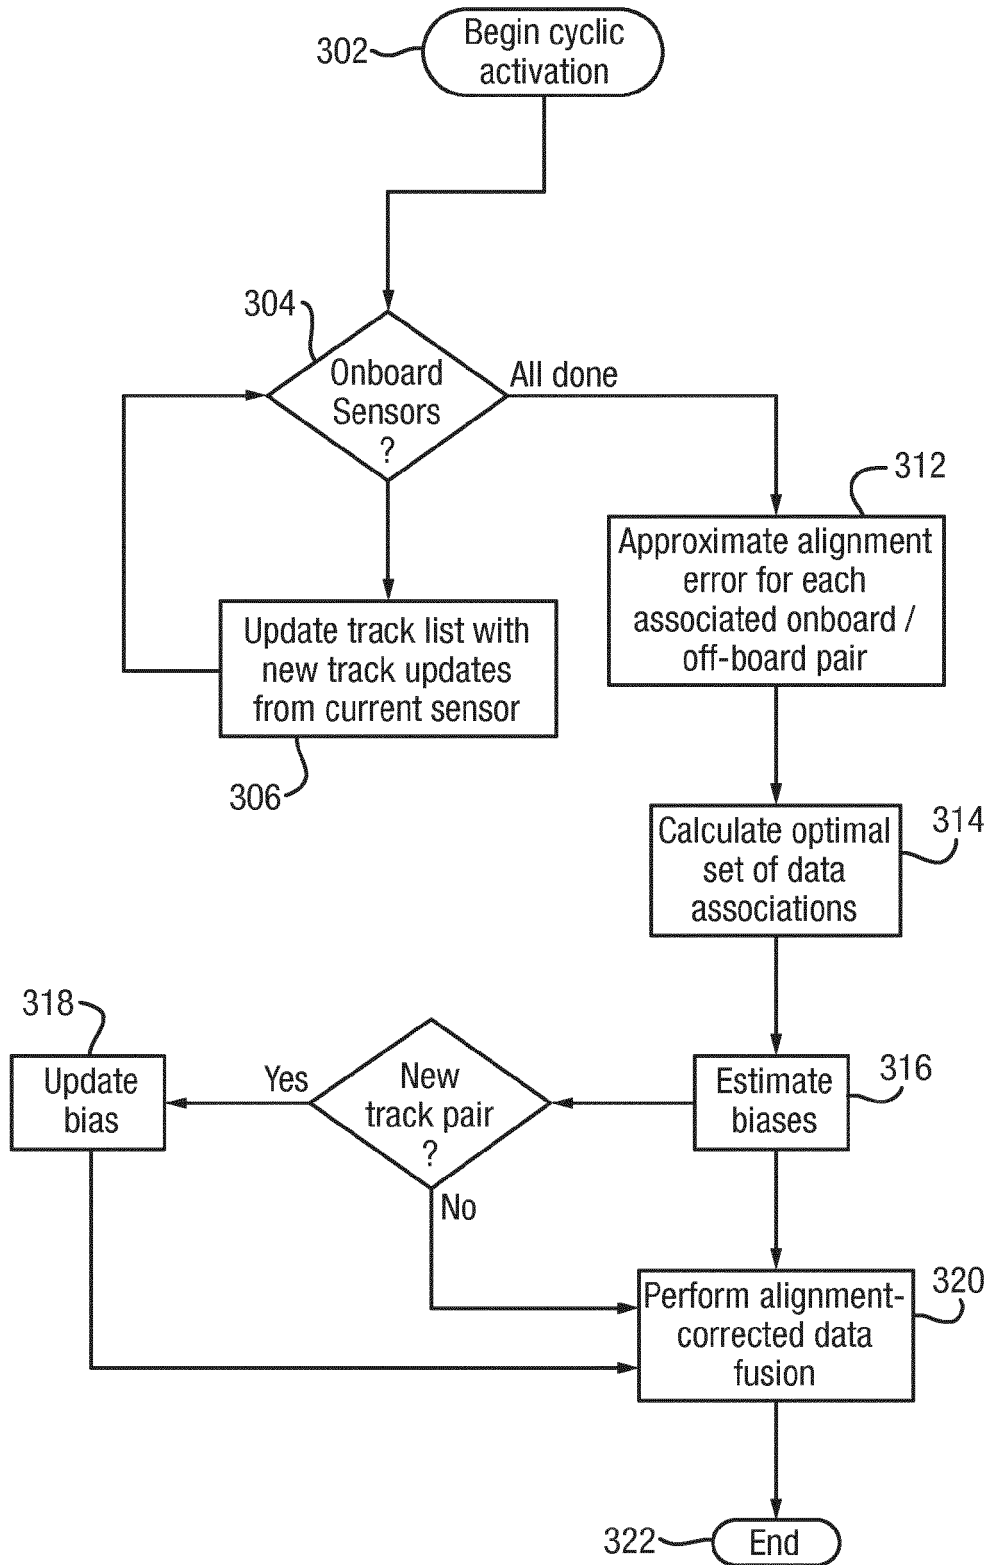 302
Begin cyclic
activation
304
Onboard
Sensors
?
All done
Update track list with
new track updates
from current sensor
306
312
Approximate alignment
error for each
associated onboard /
off-board pair
314
Calculate optimal
set of data
associations
316
Estimate
biases
New
track pair
?
Yes
No
318
Update
bias
320
Perform alignment-
corrected data
fusion
322
End